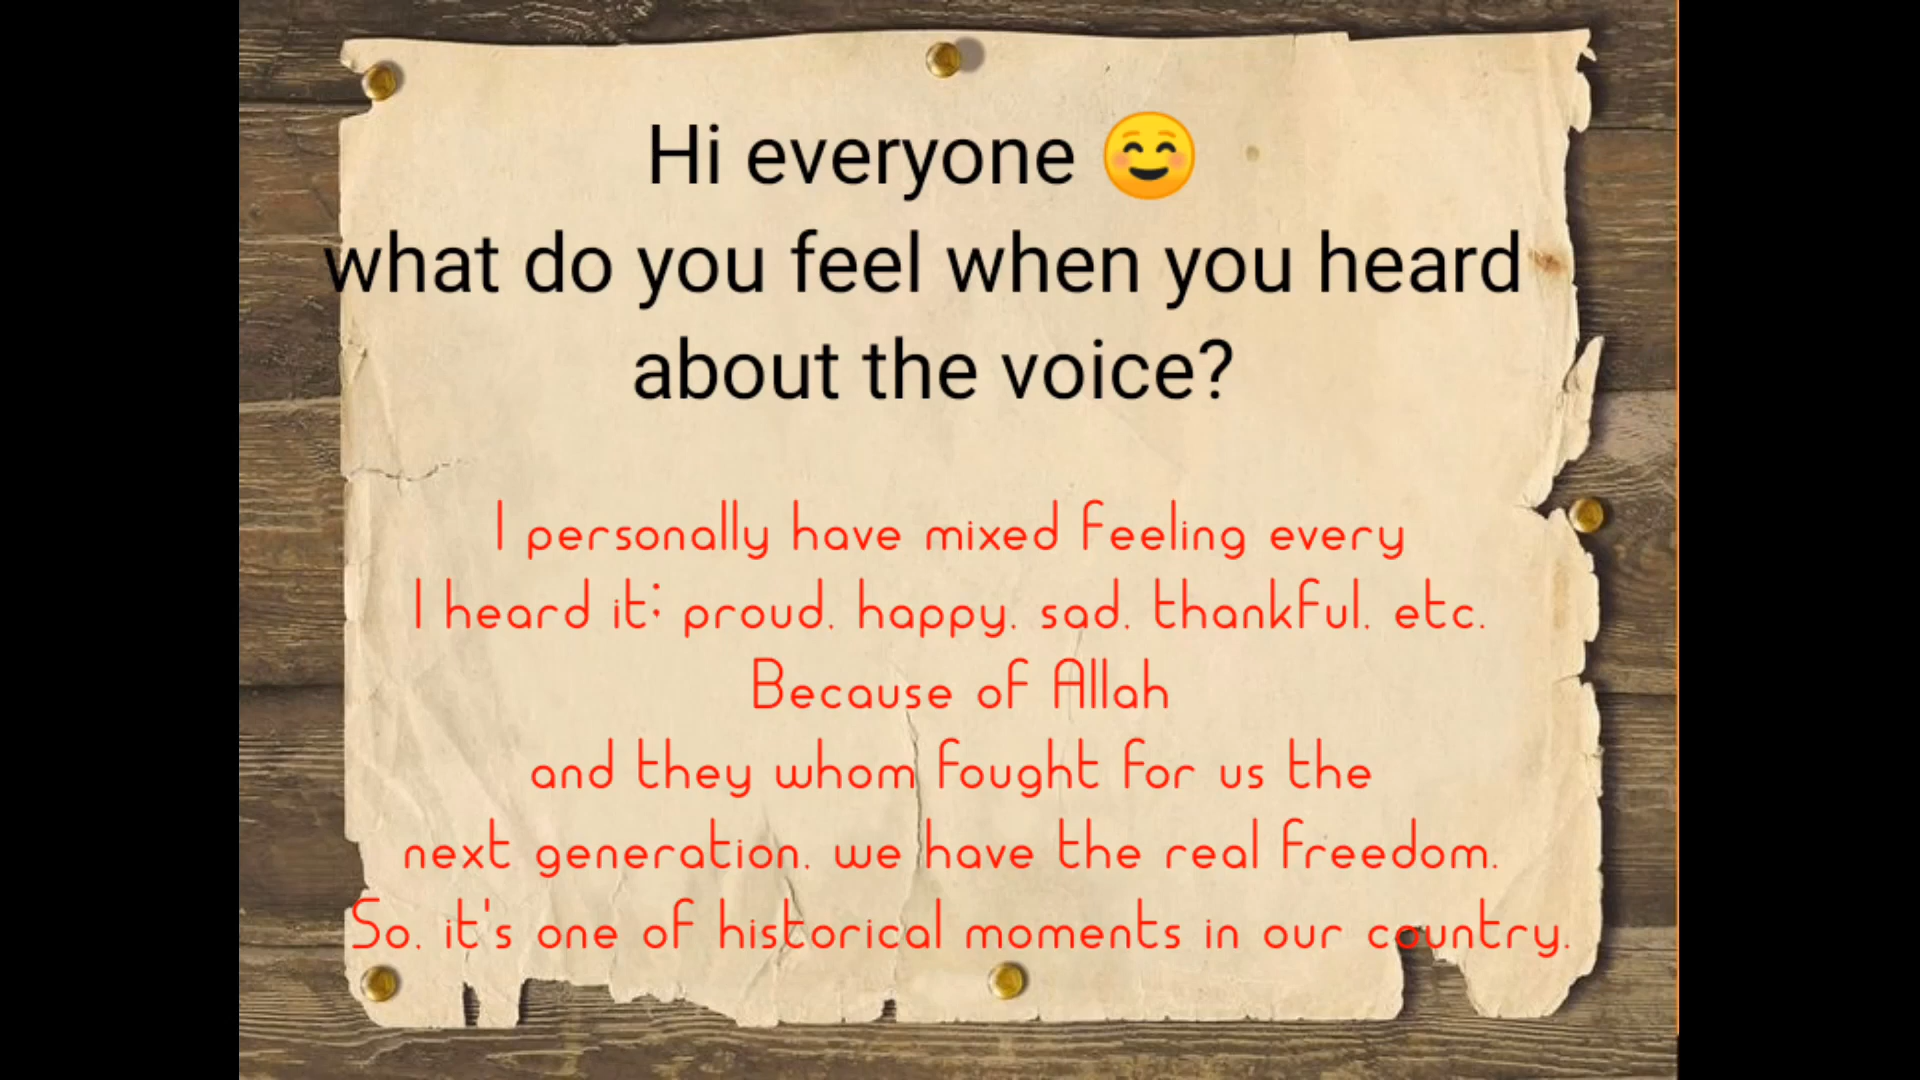 Hi everyone ☺️
what do you feel when you heard
about the voice?
I personally have mixed feeling every
I heard it; proud, happy, sad, thankful, etc.
Because of Allah
and they whom fought for us the
next generation, we have the real freedom.
So, it's one of historical moments in our country.